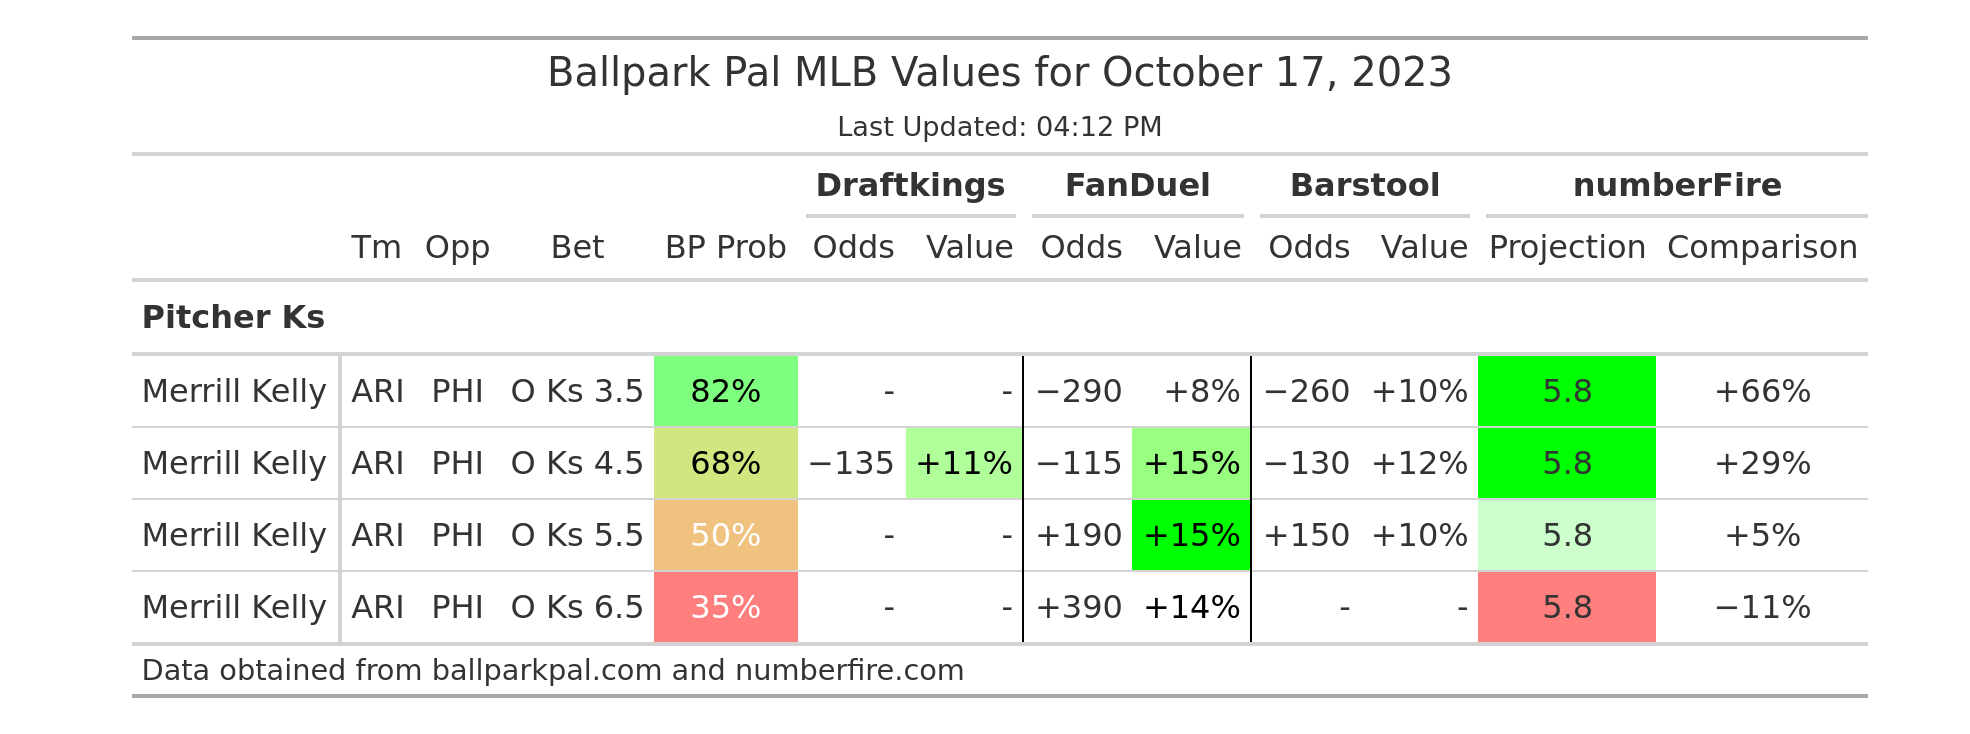 Ballpark Pal MLB Values for October 17, 2023
Last Updated: 04:12 PM
Draftkings FanDuel Barstool numberFire
Tm Opp Bet BP Prob Odds Value Odds Value Odds Value Projection Comparison
Pitcher Ks
Merrill Kelly ARI PHI O Ks 3.5 82% - - −290 +8% −260 +10% 5.8 +66%
Merrill Kelly ARI PHI O Ks 4.5 68% −135 +11% −115 +15% −130 +12% 5.8 +29%
Merrill Kelly ARI PHI O Ks 5.5 50% - - +190 +15% +150 +10% 5.8 +5%
Merrill Kelly ARI PHI O Ks 6.5 35% - - +390 +14% - - 5.8 −11%
Data obtained from ballparkpal.com and numberfire.com